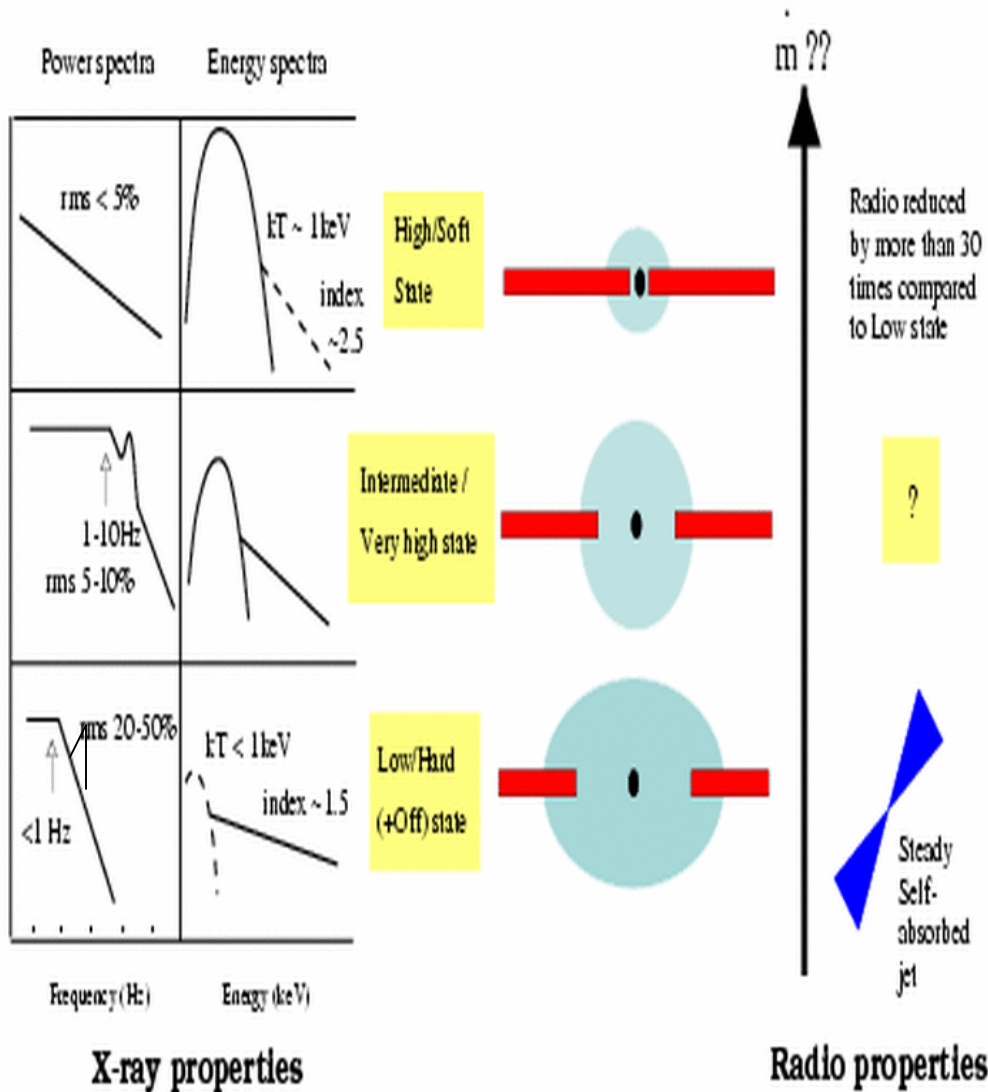 Power spectra
Energy spectra
ṁ ??
rms < 5%
kT ~ 1keV
index
~2.5
High/Soft
State
Radio reduced
by more than 30
times compared
to Low state
1-10Hz
rms 5-10%
Intermediate /
Very high state
?
rms 20-50%
<1 Hz
kT < 1keV
index ~ 1.5
Low/Hard
(+Off) state
Steady
Self-
absorbed
jet
Frequency (Hz)
Energy (keV)
X-ray properties
Radio properties